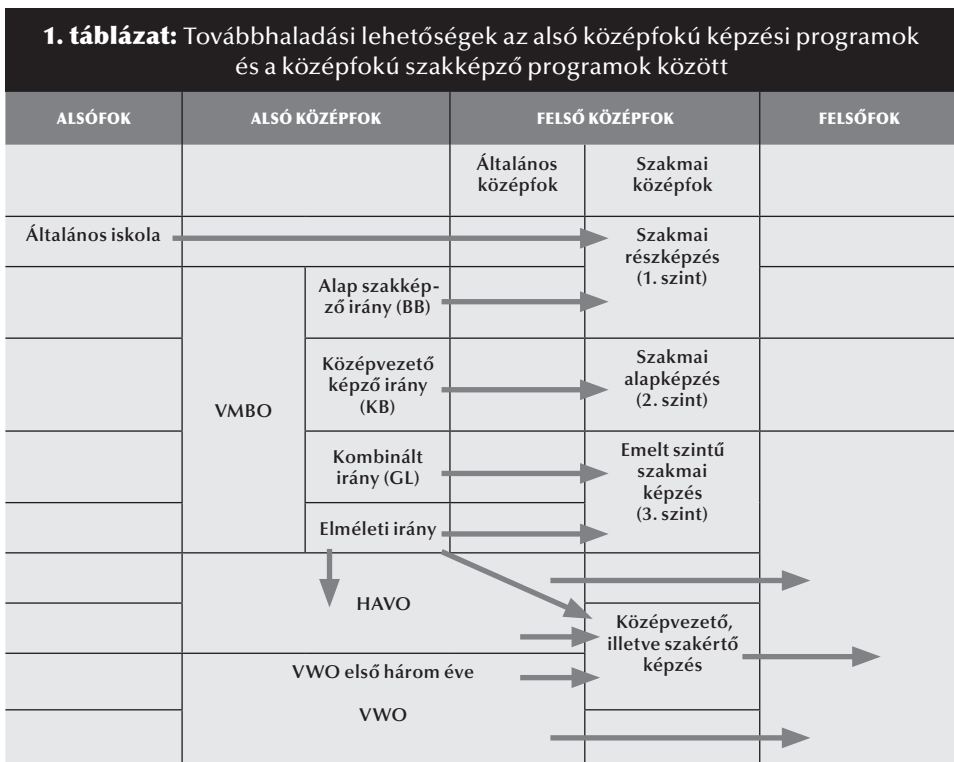 1. táblázat: Továbbhaladási lehetőségek az alsó középfokú képzési programok
és a középfokú szakképző programok között
ALSÓFOK
ALSÓ KÖZÉPFOK
FELSŐ KÖZÉPFOK
FELSŐFOK
Általános
középfok
Szakmai
középfok
Általános iskola
Szakmai
részképzés
(1. szint)
VMBO
Alap szakkép-
ző irány (BB)
Középvezető
képző irány
(KB)
Szakmai
alapképzés
(2. szint)
Kombinált
irány (GL)
Emelt szintű
szakmai
képzés
(3. szint)
Elméleti irány
HAVO
Középvezető,
illetve szakértő
képzés
VWO első három éve
VWO